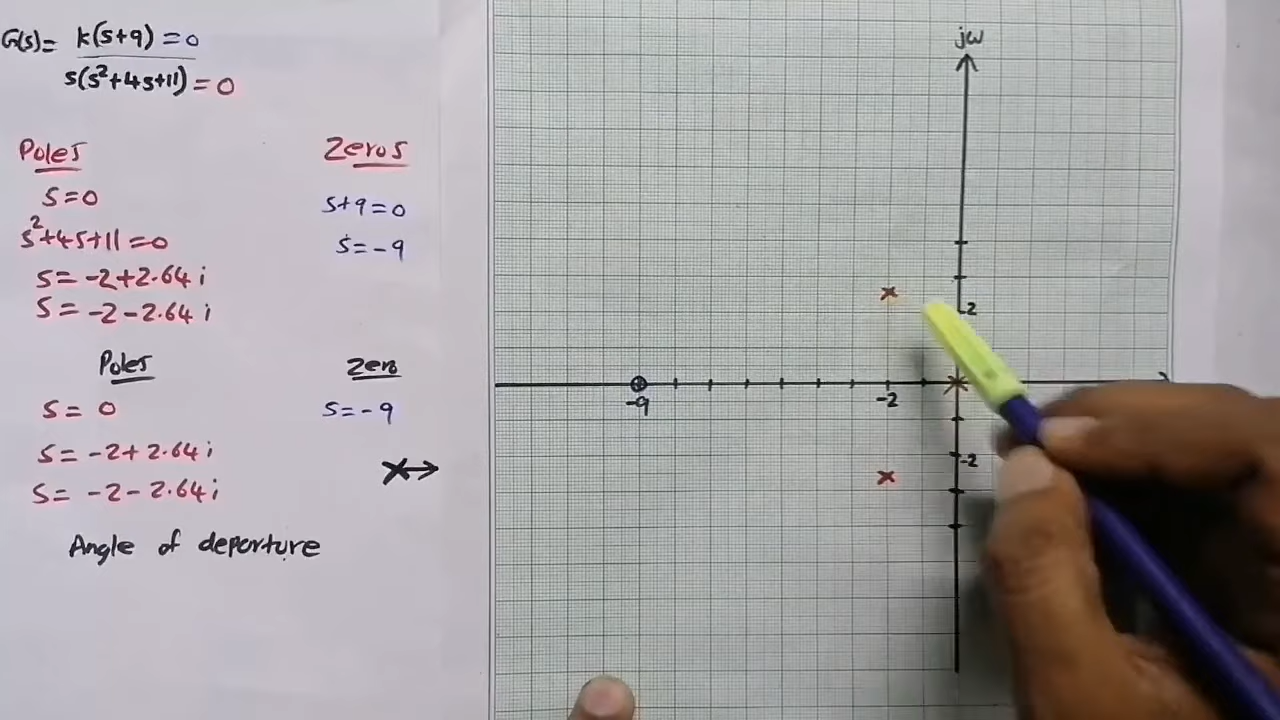 G(s)= k(s+9) =0
s(s²+4s+11) =0
Poles
s=0
s²+4s+11=0
s= -2+2.64 i
s= -2-2.64 i
Zeros
s+9=0
s=-9
Poles
s= 0
s= -2+2.64i
s= -2-2.64i
Zero
s=-9
Angle of departure
jω
2
-9
-2
-2